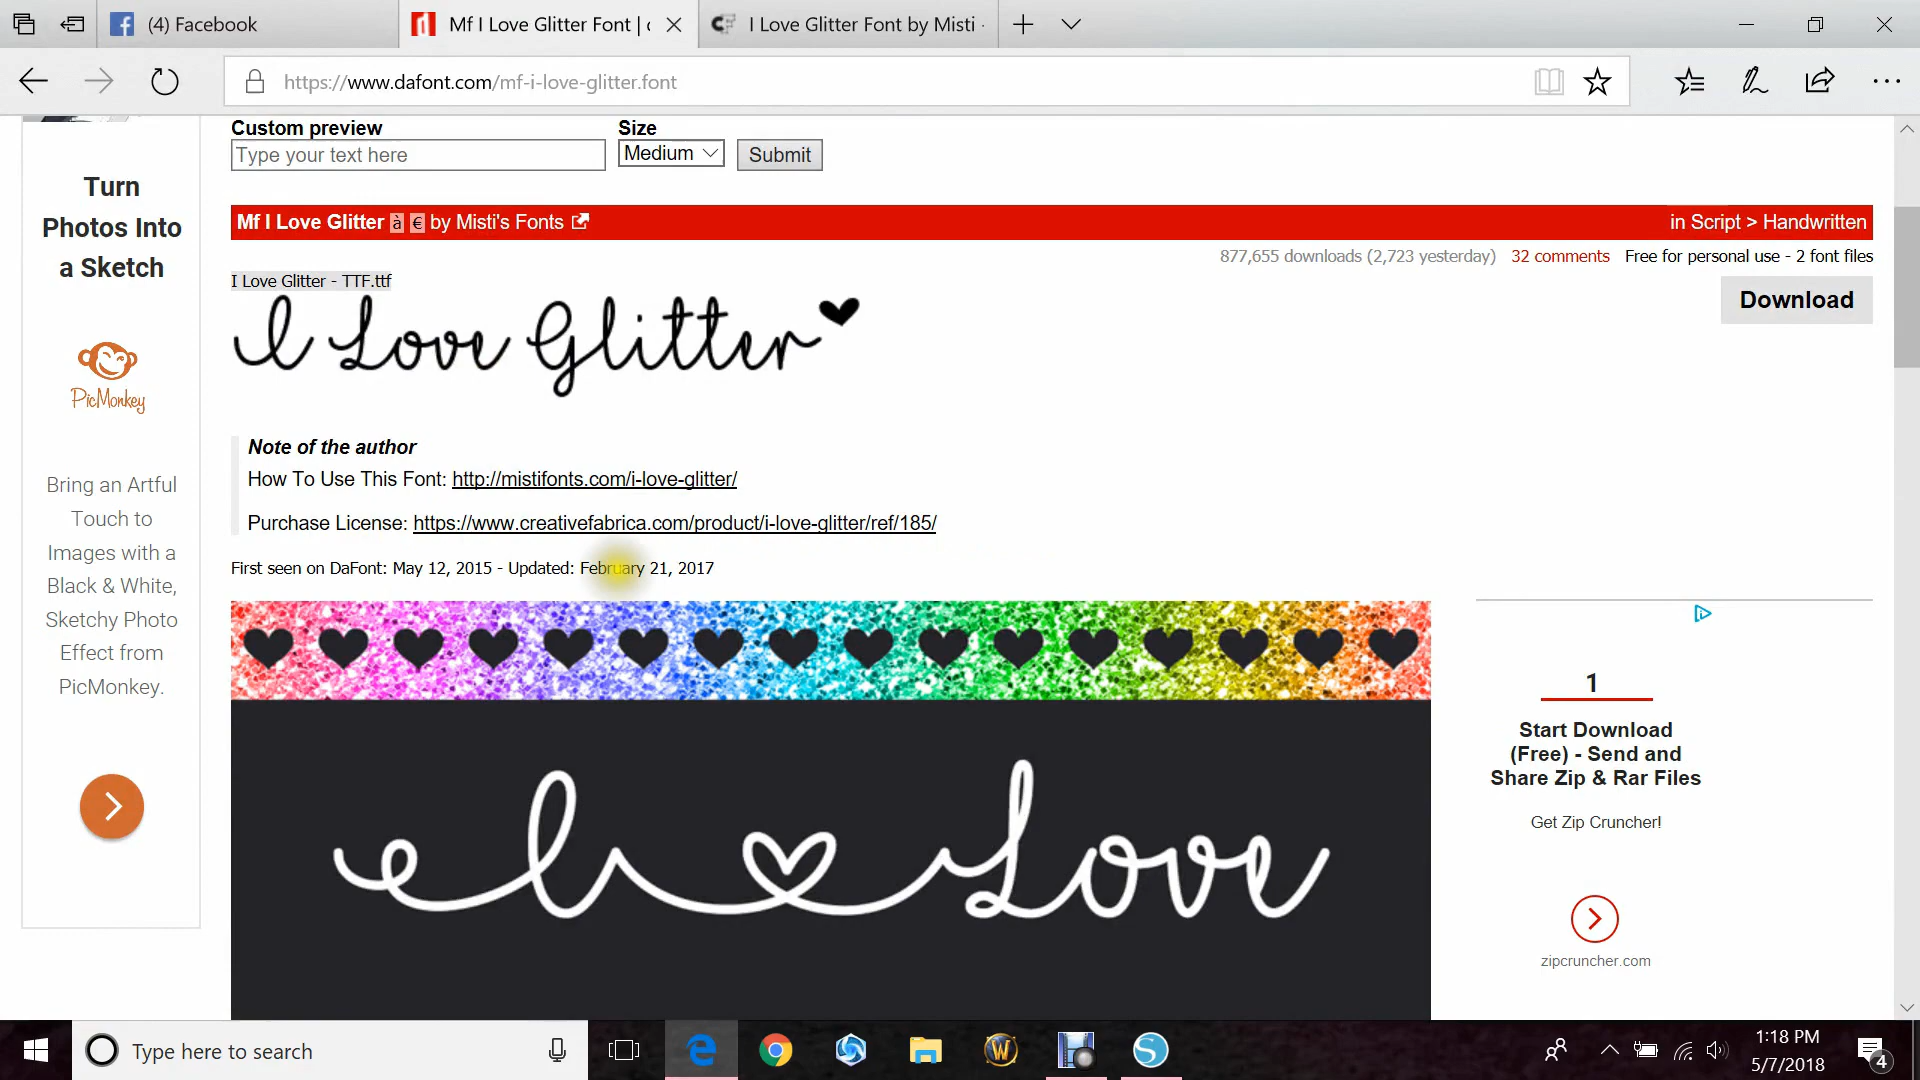 (4) Facebook
Mf I Love Glitter Font | d
I Love Glitter Font by Misti -
https://www.dafont.com/mf-i-love-glitter.font
Custom preview
Size
Type your text here
Medium
Submit
Mf I Love Glitter à € by Misti's Fonts
in Script > Handwritten
877,655 downloads (2,723 yesterday)
32 comments
Free for personal use - 2 font files
I Love Glitter - TTF.ttf
Download
I Love Glitter
Note of the author
How To Use This Font: http://mistifonts.com/i-love-glitter/
Purchase License: https://www.creativefabrica.com/product/i-love-glitter/ref/185/
First seen on DaFont: May 12, 2015 - Updated: February 21, 2017
I Love
Turn
Photos Into
a Sketch
PicMonkey
Bring an Artful
Touch to
Images with a
Black & White,
Sketchy Photo
Effect from
PicMonkey.
1
Start Download
(Free) - Send and
Share Zip & Rar Files
Get Zip Cruncher!
zipcruncher.com
Type here to search
1:18 PM
5/7/2018
4